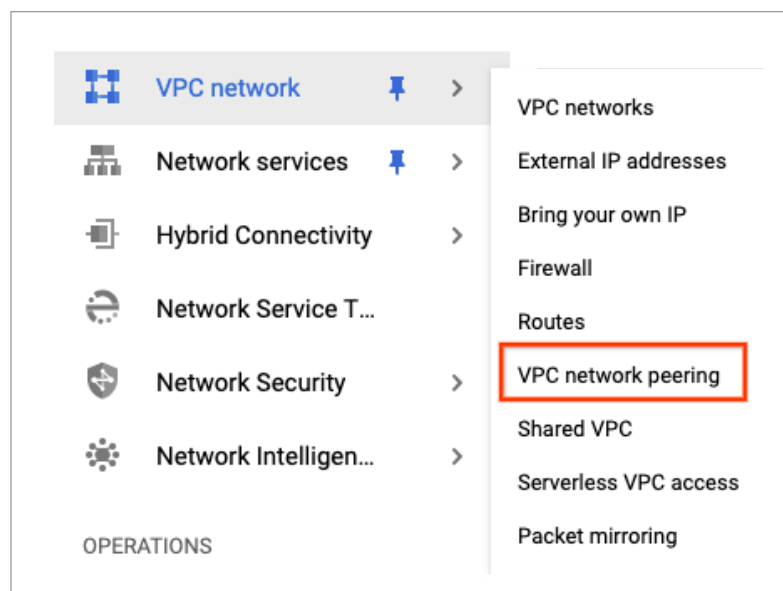 VPC network
Network services
Hybrid Connectivity
Network Service T...
Network Security
Network Intelligen...
OPERATIONS
VPC networks
External IP addresses
Bring your own IP
Firewall
Routes
VPC network peering
Shared VPC
Serverless VPC access
Packet mirroring